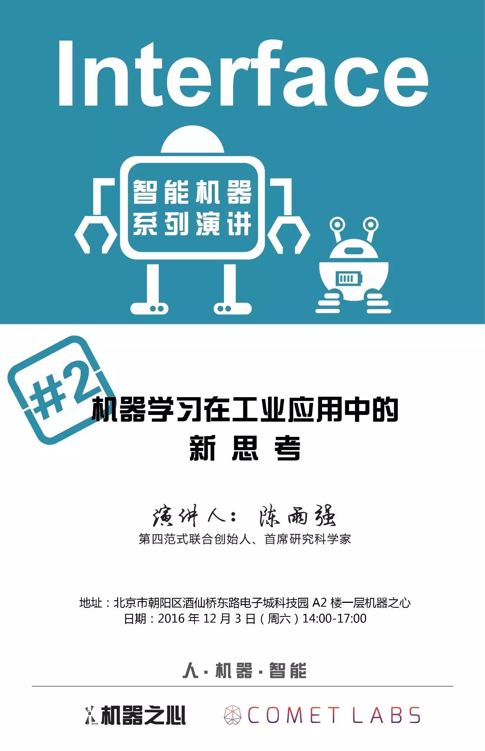 Interface
智能机器
系列演讲
#2
机器学习在工业应用中的
新思考
演讲人：陈雨强
第四范式联合创始人、首席研究科学家
地址：北京市朝阳区酒仙桥东路电子城科技园 A2 楼一层机器之心
日期：2016 年 12 月 3 日（周六）14:00-17:00
人·机器·智能
机器之心
COMET LABS